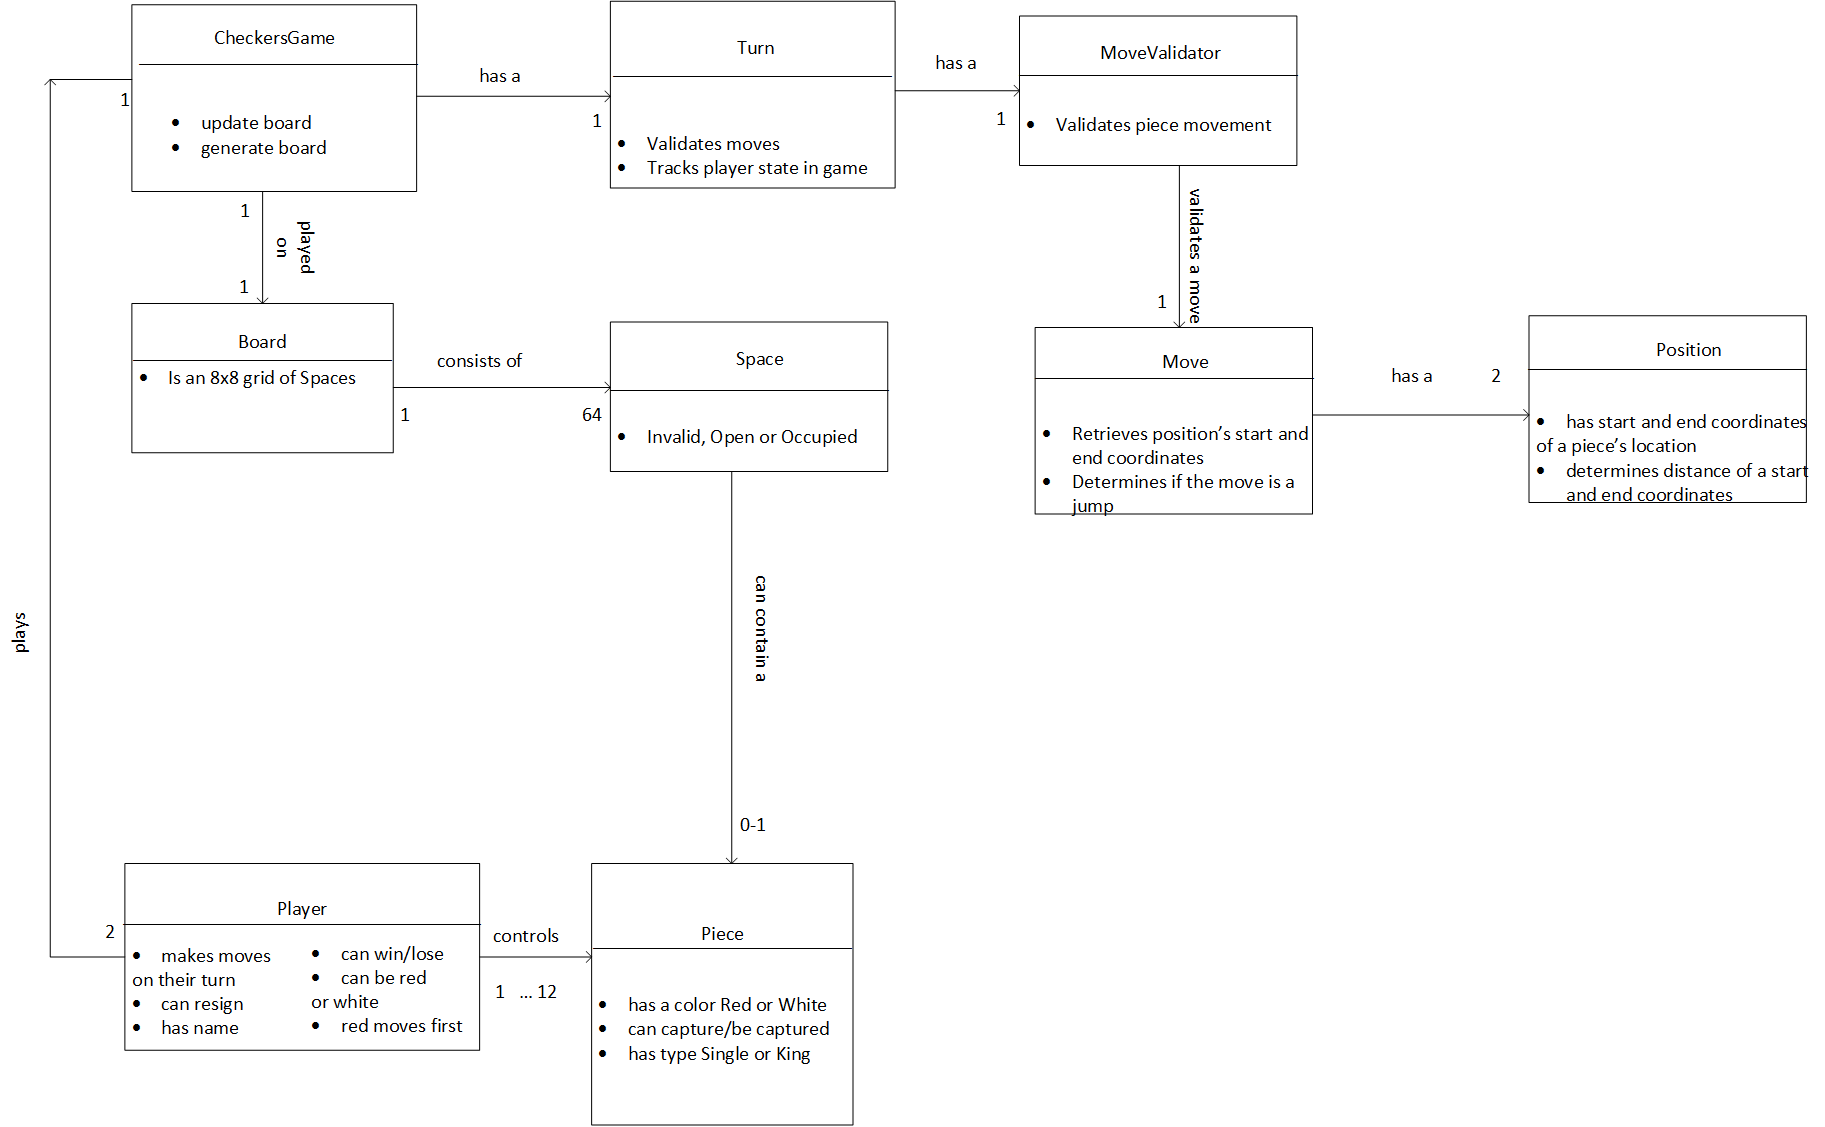 CheckersGame
• update board
• generate board
1
has a
1
Turn
• Validates moves
• Tracks player state in game
has a
1
MoveValidator
• Validates piece movement
1
played
on
1
validates a move
1
Board
• Is an 8x8 grid of Spaces
consists of
1
64
Space
• Invalid, Open or Occupied
Move
• Retrieves position’s start and
end coordinates
• Determines if the move is a
jump
has a
2
Position
• has start and end coordinates
of a piece’s location
• determines distance of a start
and end coordinates
can contain a
0-1
plays
2
Player
• makes moves
on their turn
• can resign
• has name
• can win/lose
• can be red
or white
• red moves first
controls
1 ... 12
Piece
• has a color Red or White
• can capture/be captured
• has type Single or King